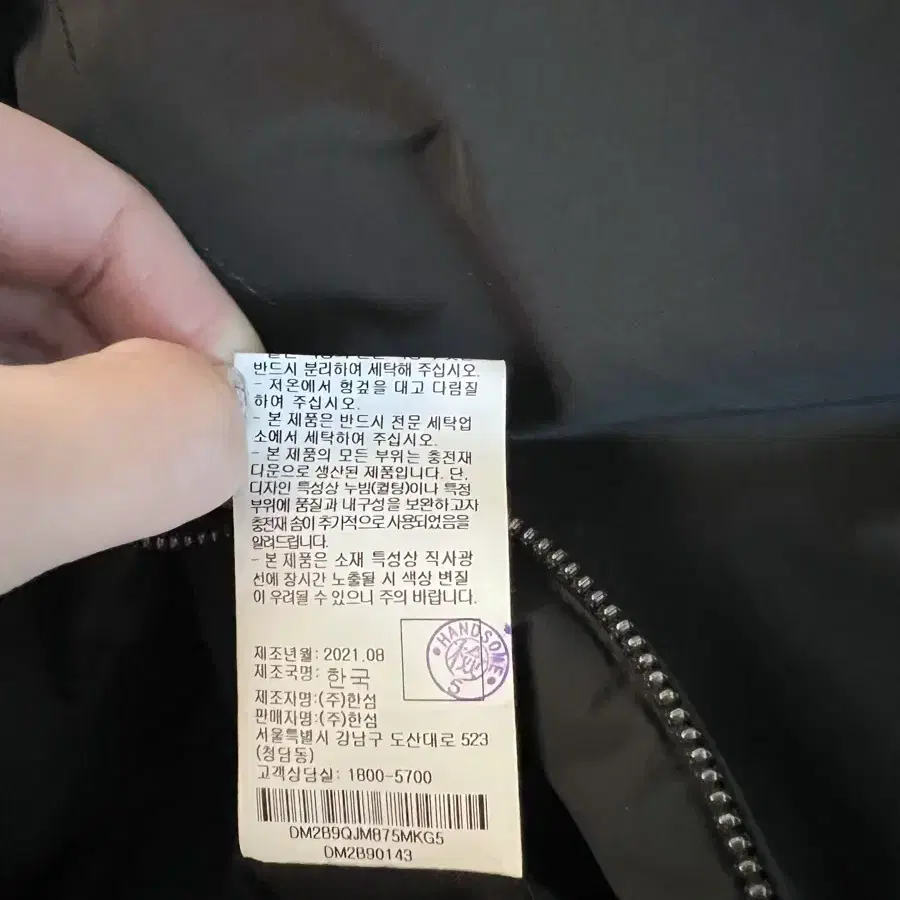 반드시 분리하여 세탁해 주십시오.
- 저온에서 헝겊을 대고 다림질
하여 주십시오.
- 본 제품은 반드시 전문 세탁업
소에서 세탁하여 주십시오.
- 본 제품의 모든 부위는 충전재
다운으로 생산된 제품입니다. 단,
디자인 특성상 누빔(퀼팅)이나 특정
부위에 품질과 내구성을 보완하고자
충전재 솜이 추가적으로 사용되었음을
알려드립니다.
- 본 제품은 소재 특성상 직사광
선에 장시간 노출될 시 색상 변질
이 우려될 수 있으니 주의 바랍니다.
HANDSOME
S
제조년월: 2021.08
제조국명: 한국
제조자명:(주)한섬
판매자명:(주)한섬
서울특별시 강남구 도산대로 523
(청담동)
고객상담실: 1800-5700
DM2B9QJM875MKG5
DM2B90143